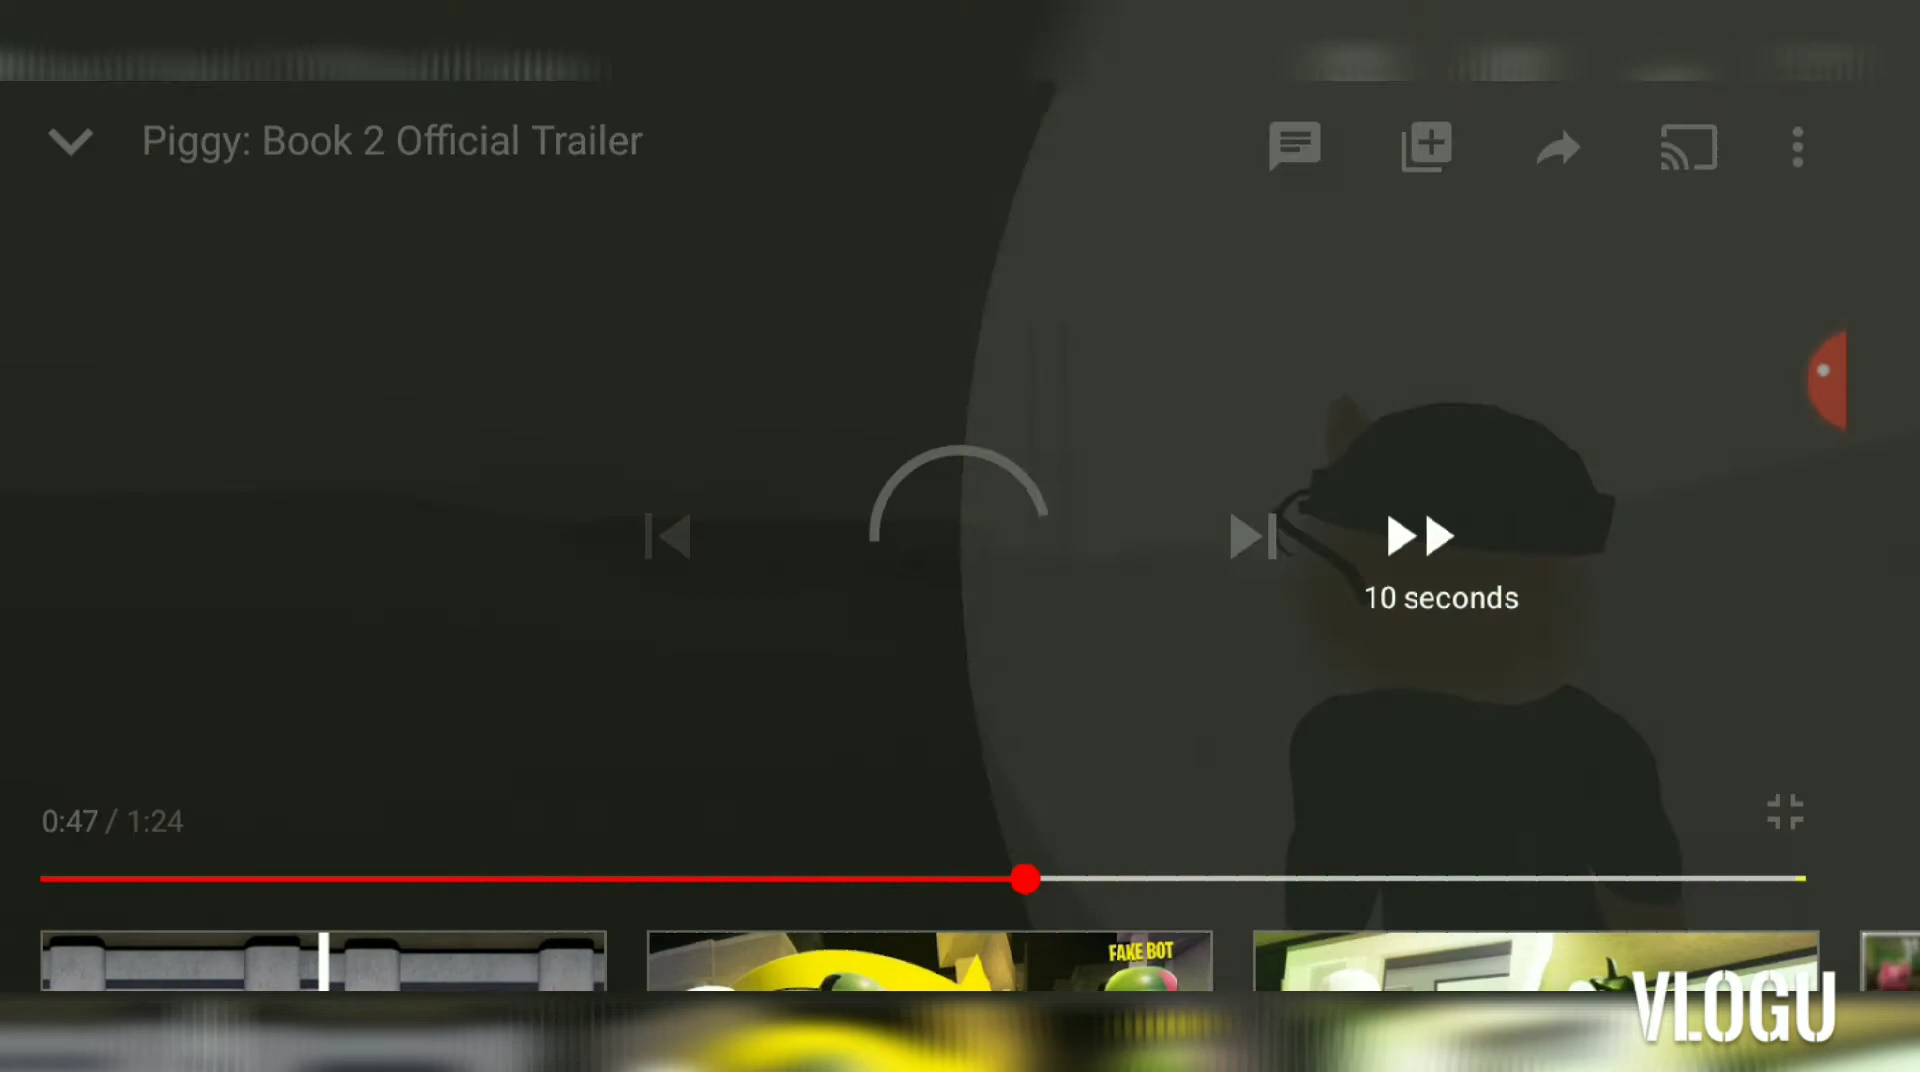 Piggy: Book 2 Official Trailer
10 seconds
0:47 / 1:24
FAKE BOT
VLOGU